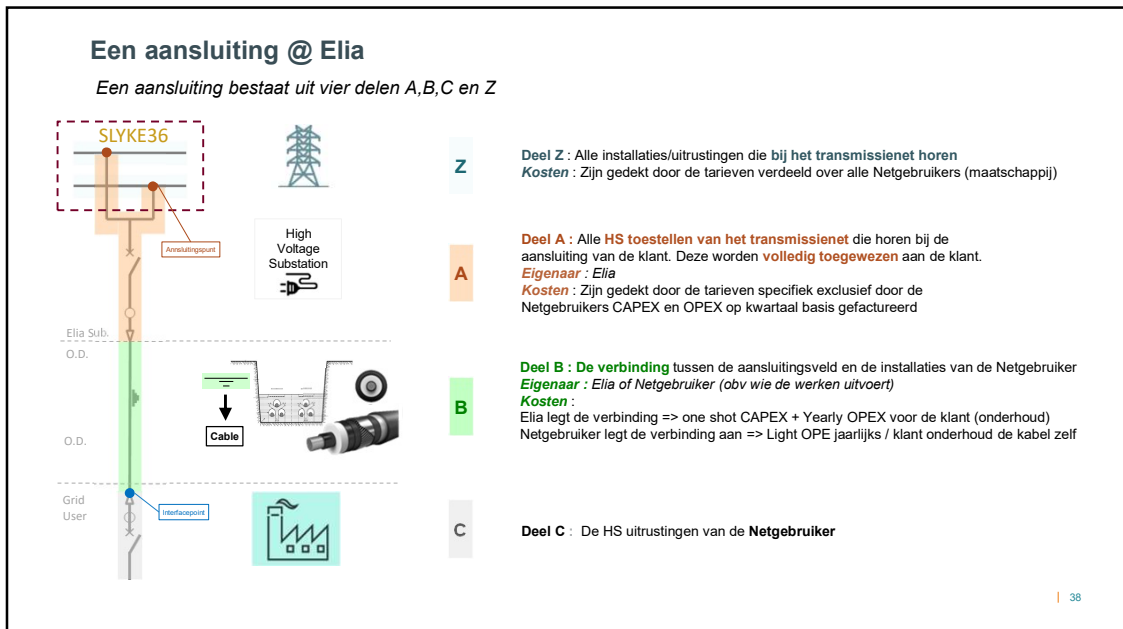 Een aansluiting @ Elia
Een aansluiting bestaat uit vier delen A,B,C en Z
SLYKE36
Annsluitingspunt
Elia Sub.
O.D.
O.D.
Grid
User
Interfacepoint
High
Voltage
Substation
Cable
Z
Deel Z : Alle installaties/uitrustingen die bij het transmissienet horen
Kosten : Zijn gedekt door de tarieven verdeeld over alle Netgebruikers (maatschappij)
A
Deel A : Alle HS toestellen van het transmissienet die horen bij de
aansluiting van de klant. Deze worden volledig toegewezen aan de klant.
Eigenaar : Elia
Kosten : Zijn gedekt door de tarieven specifiek exclusief door de
Netgebruikers CAPEX en OPEX op kwartaal basis gefactureerd
B
Deel B : De verbinding tussen de aansluitingsveld en de installaties van de Netgebruiker
Eigenaar : Elia of Netgebruiker (obv wie de werken uitvoert)
Kosten :
Elia legt de verbinding => one shot CAPEX + Yearly OPEX voor de klant (onderhoud)
Netgebruiker legt de verbinding aan => Light OPE jaarlijks / klant onderhoud de kabel zelf
C
Deel C : De HS uitrustingen van de Netgebruiker
38